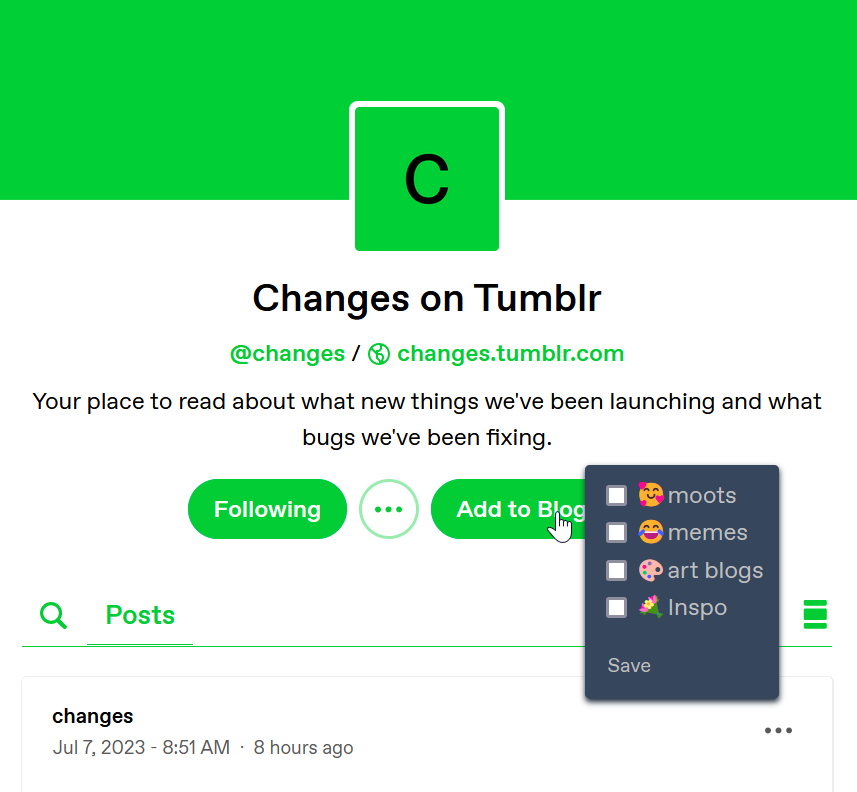 C
Changes on Tumblr
@changes / changes.tumblr.com
Your place to read about what new things we've been launching and what
bugs we've been fixing.
Following
Add to Blog
🥰 moots
😂 memes
🎨 art blogs
💐 Inspo
Save
Posts
changes
Jul 7, 2023 - 8:51 AM · 8 hours ago